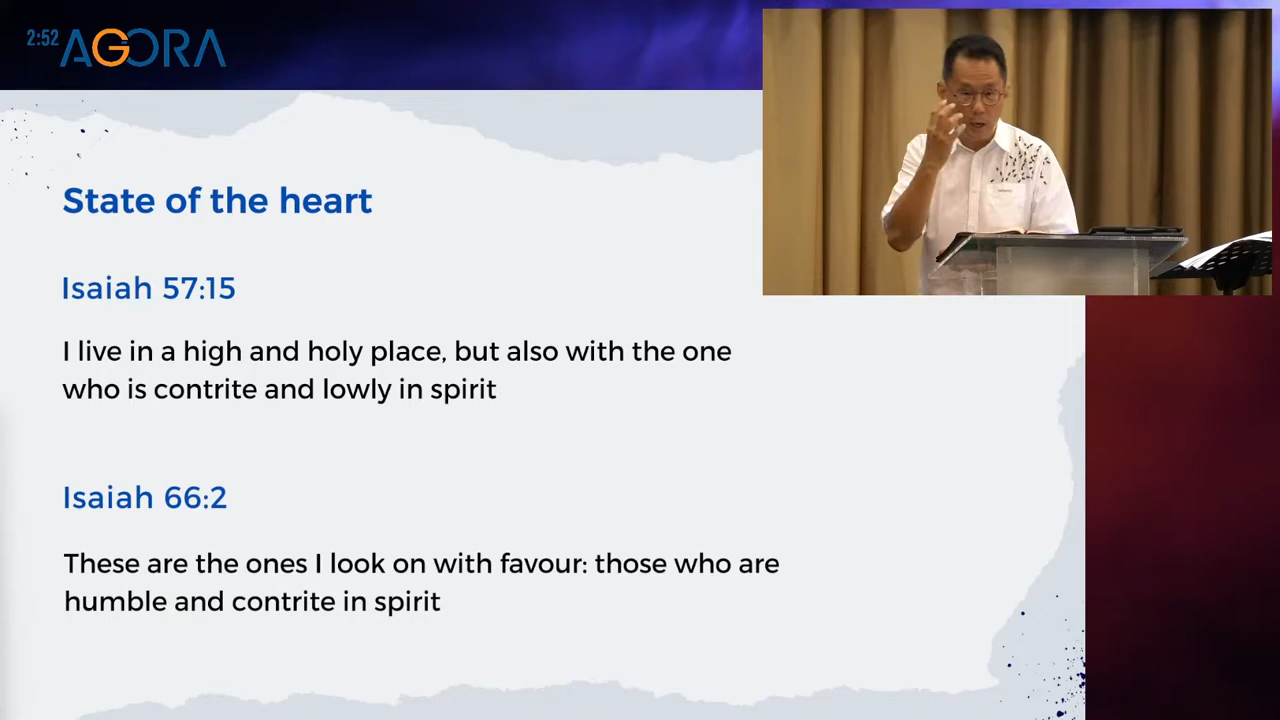 2:52 AGORA
State of the heart
Isaiah 57:15
I live in a high and holy place, but also with the one
who is contrite and lowly in spirit
Isaiah 66:2
These are the ones I look on with favour: those who are
humble and contrite in spirit